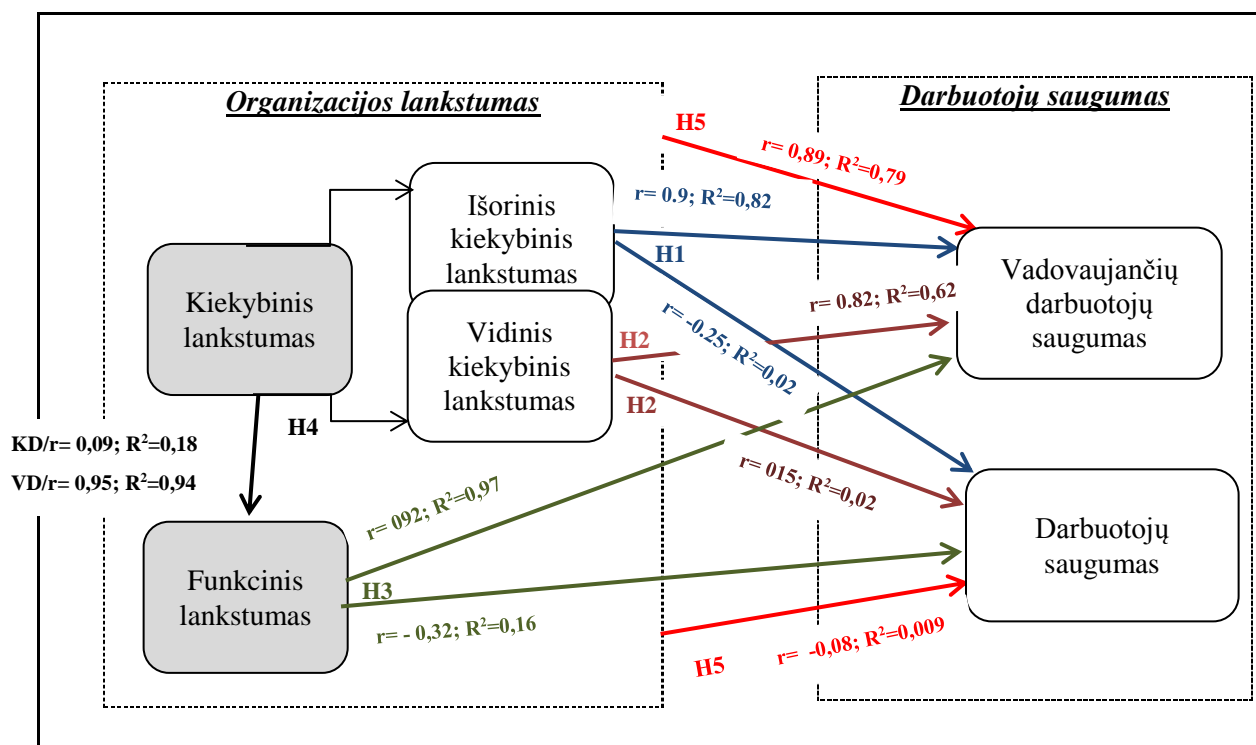 Organizacijos lankstumas
Darbuotojų saugumas
H5
r= 0,89; R²=0,79
r= 0.9; R²=0,82
Išorinis
kiekybinis
lankstumas
H1
Kiekybinis
lankstumas
Vadovaujančių
darbuotojų
saugumas
r= 0.82; R²=0,62
r= -0.25; R²=0,02
Vidinis
kiekybinis
lankstumas
H2
H2
H4
KD/r= 0,09; R²=0,18
VD/r= 0,95; R²=0,94
r= 015; R²=0,02
r= 092; R²=0,97
Darbuotojų
saugumas
Funkcinis
lankstumas
H3
r= - 0,32; R²=0,16
r= -0,08; R²=0,009
H5